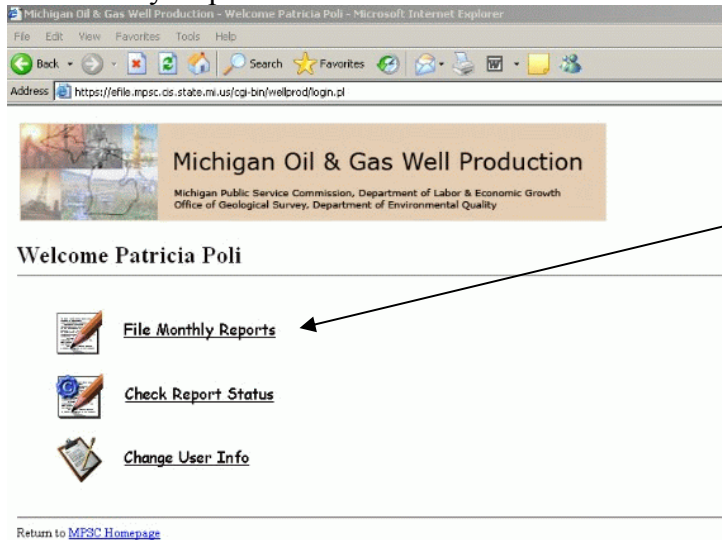 Michigan Oil & Gas Well Production - Welcome Patricia Poli - Microsoft Internet Explorer
File Edit View Favorites Tools Help
Back Search Favorites
Address https://efile.mpsc.cis.state.mi.us/cgi-bin/wellprod/login.pl
Michigan Oil & Gas Well Production
Michigan Public Service Commission, Department of Labor & Economic Growth
Office of Geological Survey, Department of Environmental Quality
Welcome Patricia Poli
File Monthly Reports
Check Report Status
Change User Info
Return to MPSC Homepage